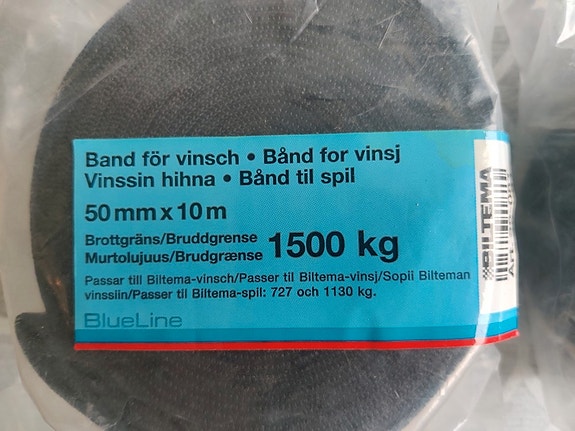 Band för vinsch • Bånd for vinsj
Vinssin hihna • Bånd til spil
50 mm x 10 m
Brottgräns/Bruddgrense
Murtolujuus/Brudgrænse 1500 kg
Passar till Biltema-vinsch/Passer til Biltema-vinsj/Sopii Bilteman
vinssiin/Passer til Biltema-spil: 727 och 1130 kg.
BlueLine
BILTEMA